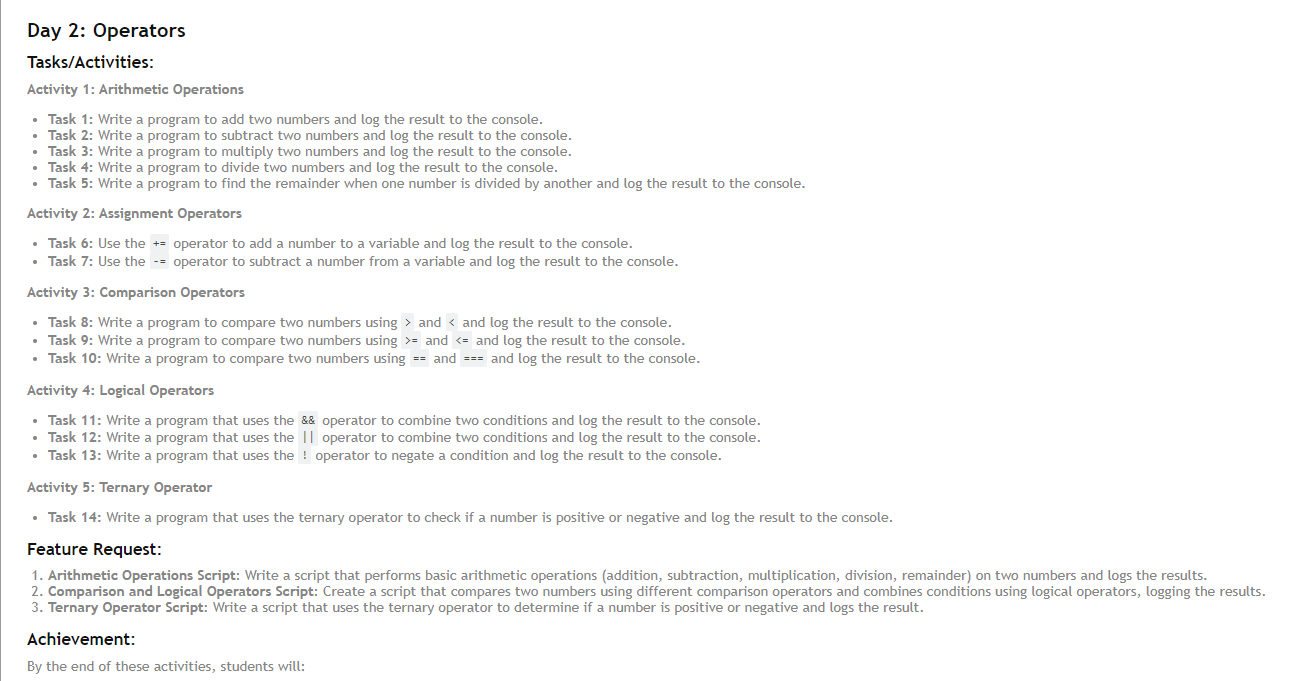 Day 2: Operators
Tasks/Activities:
Activity 1: Arithmetic Operations
• Task 1: Write a program to add two numbers and log the result to the console.
• Task 2: Write a program to subtract two numbers and log the result to the console.
• Task 3: Write a program to multiply two numbers and log the result to the console.
• Task 4: Write a program to divide two numbers and log the result to the console.
• Task 5: Write a program to find the remainder when one number is divided by another and log the result to the console.
Activity 2: Assignment Operators
• Task 6: Use the += operator to add a number to a variable and log the result to the console.
• Task 7: Use the -= operator to subtract a number from a variable and log the result to the console.
Activity 3: Comparison Operators
• Task 8: Write a program to compare two numbers using > and < and log the result to the console.
• Task 9: Write a program to compare two numbers using >= and <= and log the result to the console.
• Task 10: Write a program to compare two numbers using == and === and log the result to the console.
Activity 4: Logical Operators
• Task 11: Write a program that uses the && operator to combine two conditions and log the result to the console.
• Task 12: Write a program that uses the || operator to combine two conditions and log the result to the console.
• Task 13: Write a program that uses the ! operator to negate a condition and log the result to the console.
Activity 5: Ternary Operator
• Task 14: Write a program that uses the ternary operator to check if a number is positive or negative and log the result to the console.
Feature Request:
1. Arithmetic Operations Script: Write a script that performs basic arithmetic operations (addition, subtraction, multiplication, division, remainder) on two numbers and logs the results.
2. Comparison and Logical Operators Script: Create a script that compares two numbers using different comparison operators and combines conditions using logical operators, logging the results.
3. Ternary Operator Script: Write a script that uses the ternary operator to determine if a number is positive or negative and logs the result.
Achievement:
By the end of these activities, students will: